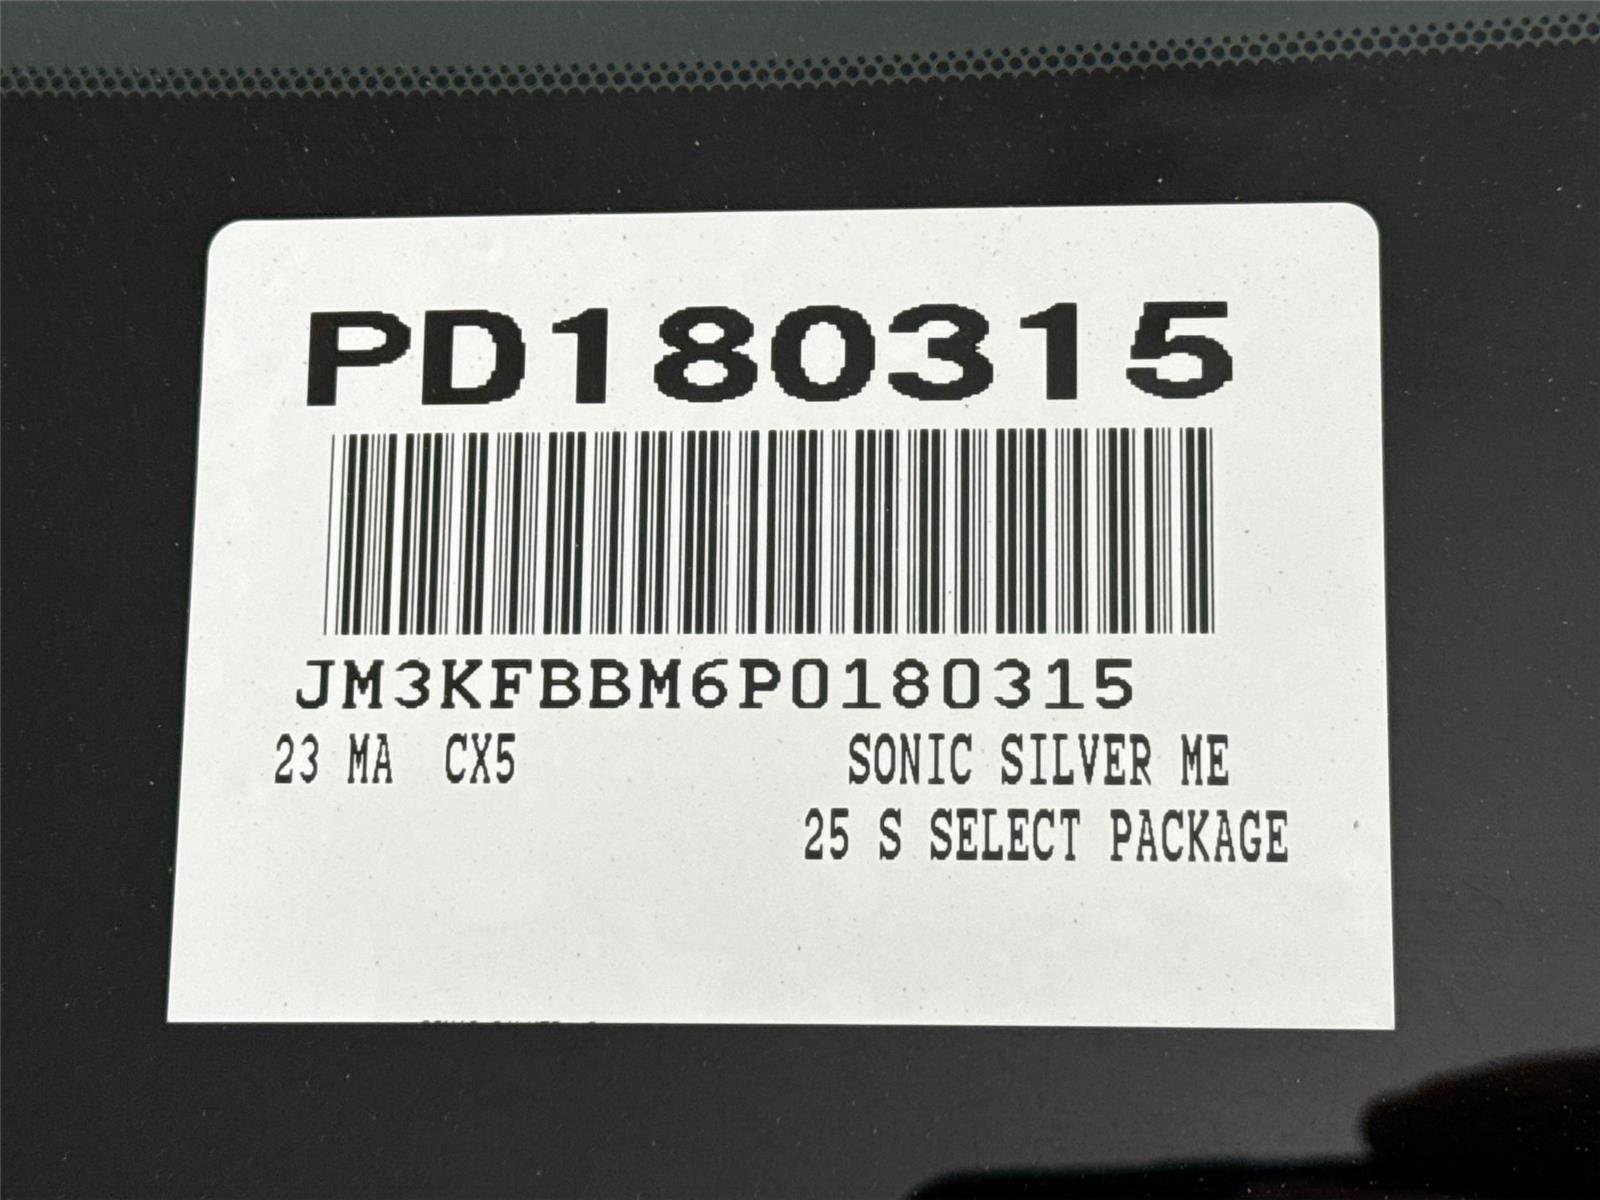 PD180315
JM3KFBBM6P0180315
23 MA CX5 SONIC SILVER ME
25 S SELECT PACKAGE